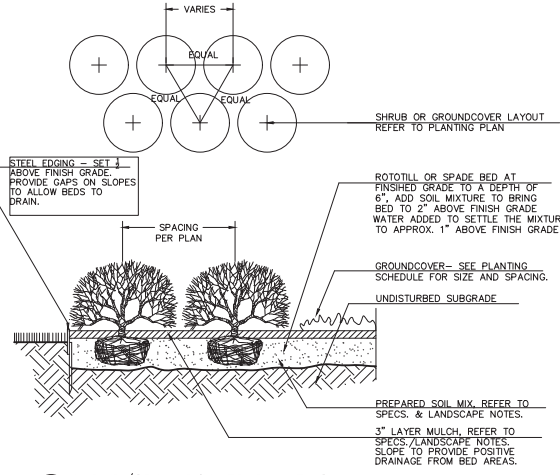 VARIES
EQUAL
EQUAL
EQUAL
SHRUB OR GROUNDCOVER LAYOUT
REFER TO PLANTING PLAN
STEEL EDGING – SET ½
ABOVE FINISH GRADE.
PROVIDE GAPS ON SLOPES
TO ALLOW BEDS TO
DRAIN.
ROTOTILL OR SPADE BED AT
FINSIHED GRADE TO A DEPTH OF
6", ADD SOIL MIXTURE TO BRING
BED TO 2" ABOVE FINISH GRADE
WATER ADDED TO SETTLE THE MIXTUR
TO APPROX. 1" ABOVE FINISH GRADE
SPACING
PER PLAN
GROUNDCOVER– SEE PLANTING
SCHEDULE FOR SIZE AND SPACING.
UNDISTURBED SUBGRADE
PREPARED SOIL MIX, REFER TO
SPECS. & LANDSCAPE NOTES.
3" LAYER MULCH, REFER TO
SPECS./LANDSCAPE NOTES.
SLOPE TO PROVIDE POSITIVE
DRAINAGE FROM BED AREAS.